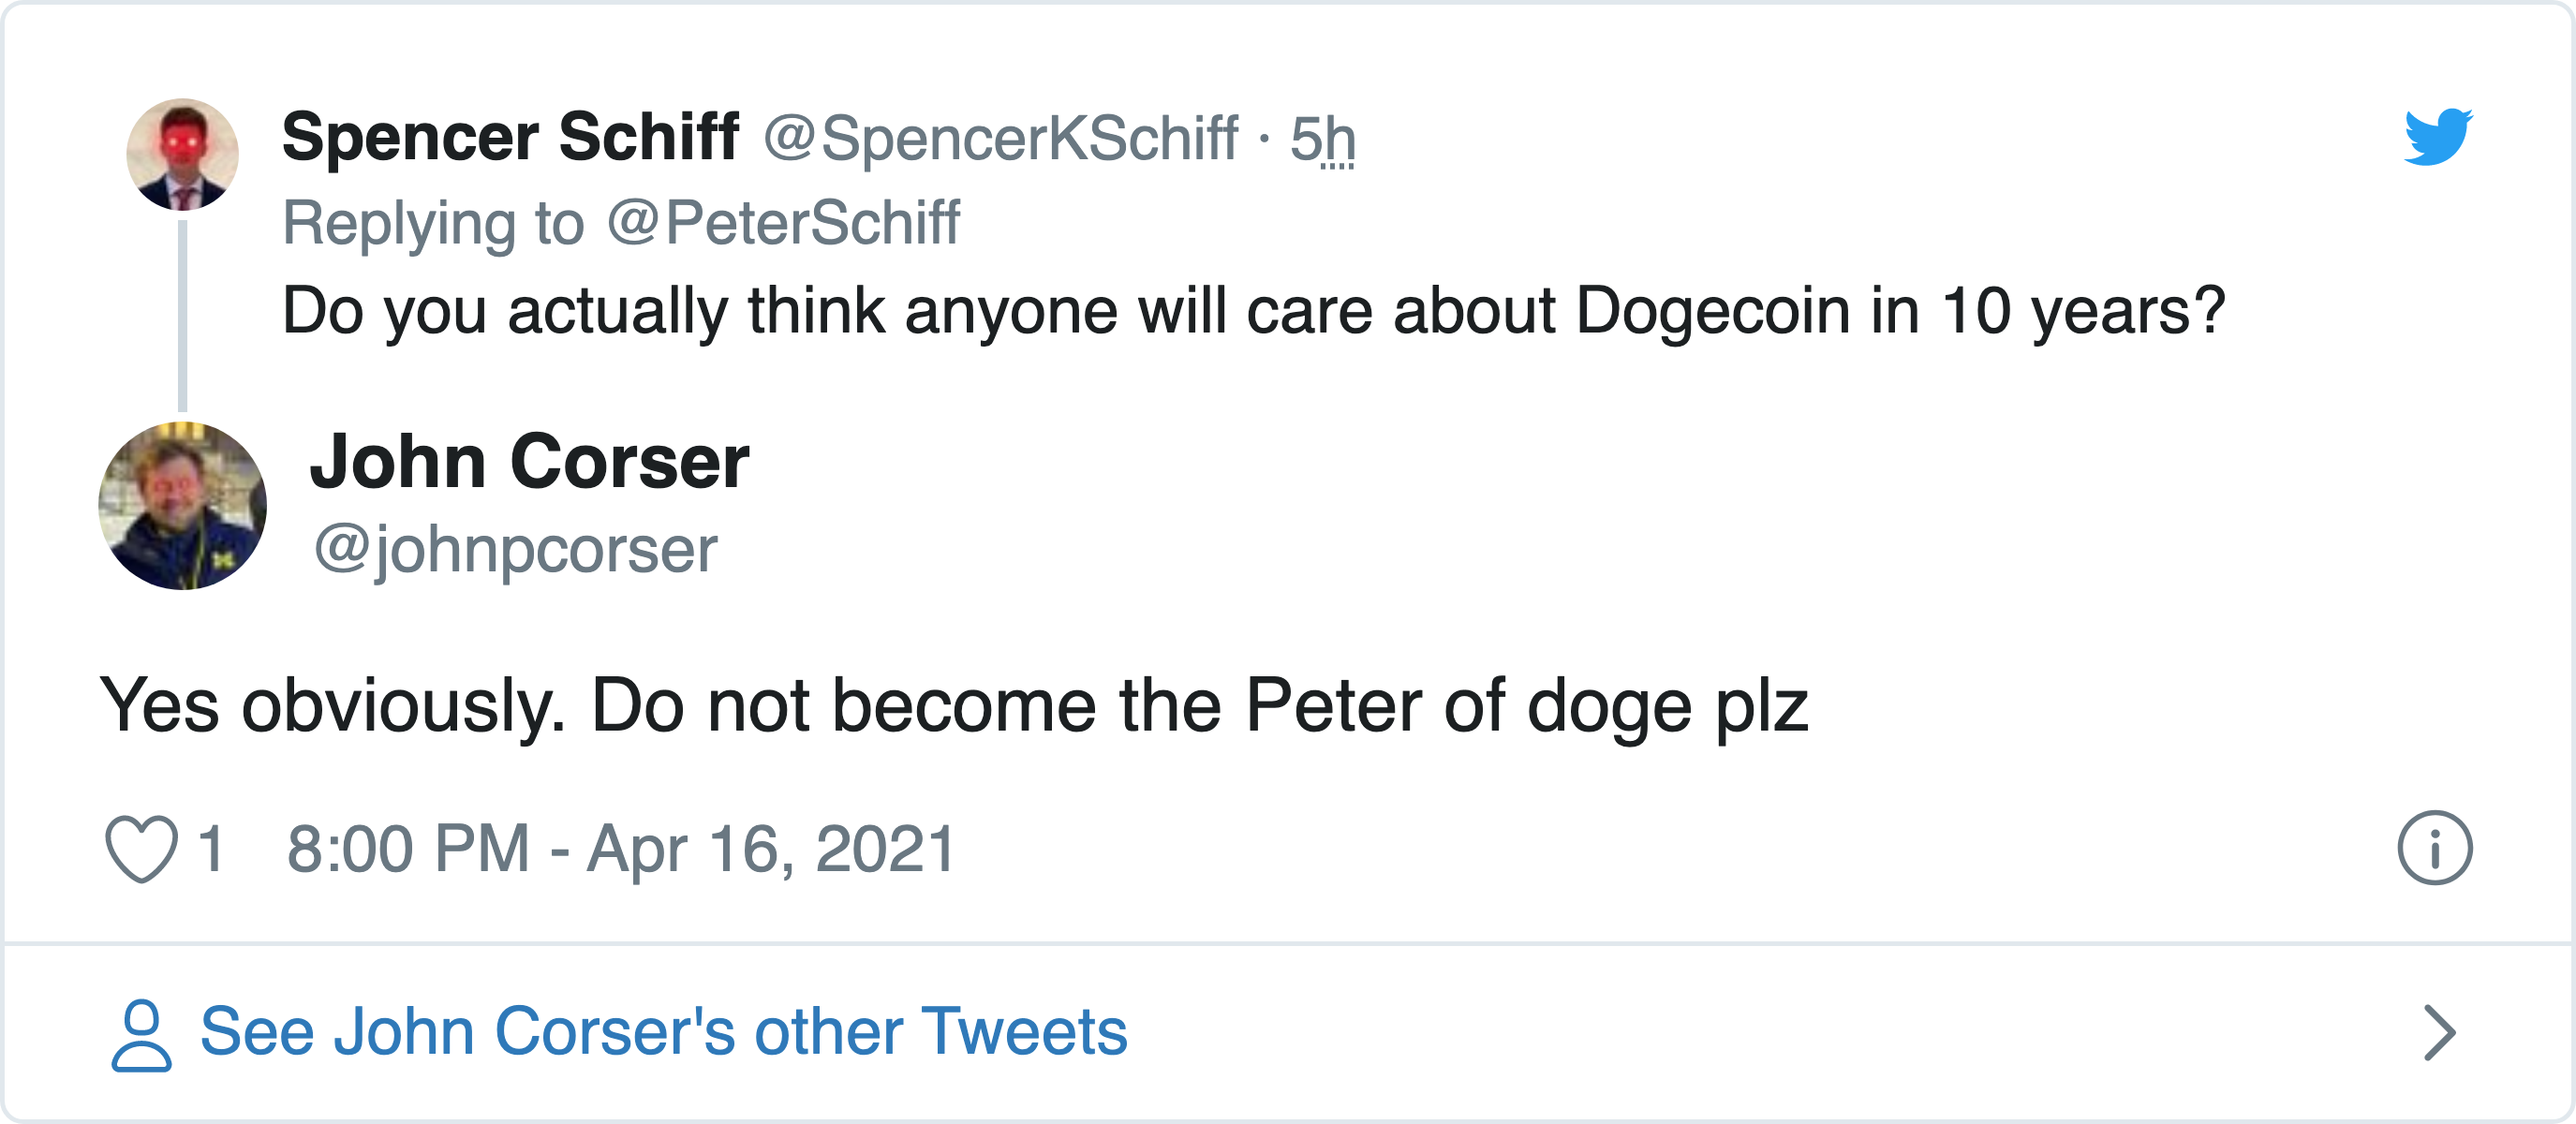 Spencer Schiff @SpencerKSchiff · 5h
Replying to @PeterSchiff
Do you actually think anyone will care about Dogecoin in 10 years?
John Corser
@johnpcorser
Yes obviously. Do not become the Peter of doge plz
1 8:00 PM - Apr 16, 2021
See John Corser's other Tweets